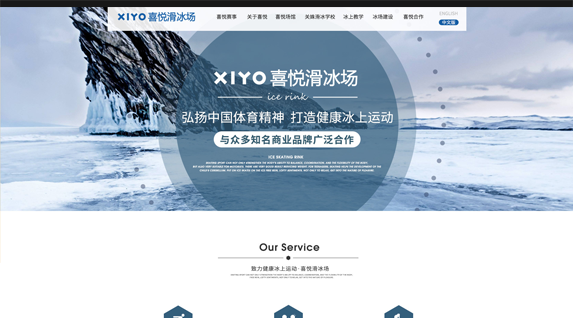 XIYO 喜悦滑冰场
喜悦赛事 关于喜悦 喜悦场馆 关姝滑冰学校 冰上教学 冰场建设 喜悦合作
ENGLISH
中文版
XIYO 喜悦滑冰场
ice rink
弘扬中国体育精神 打造健康冰上运动
与众多知名商业品牌广泛合作
ICE SKATING RINK
Our Service
致力健康冰上运动·喜悦滑冰场